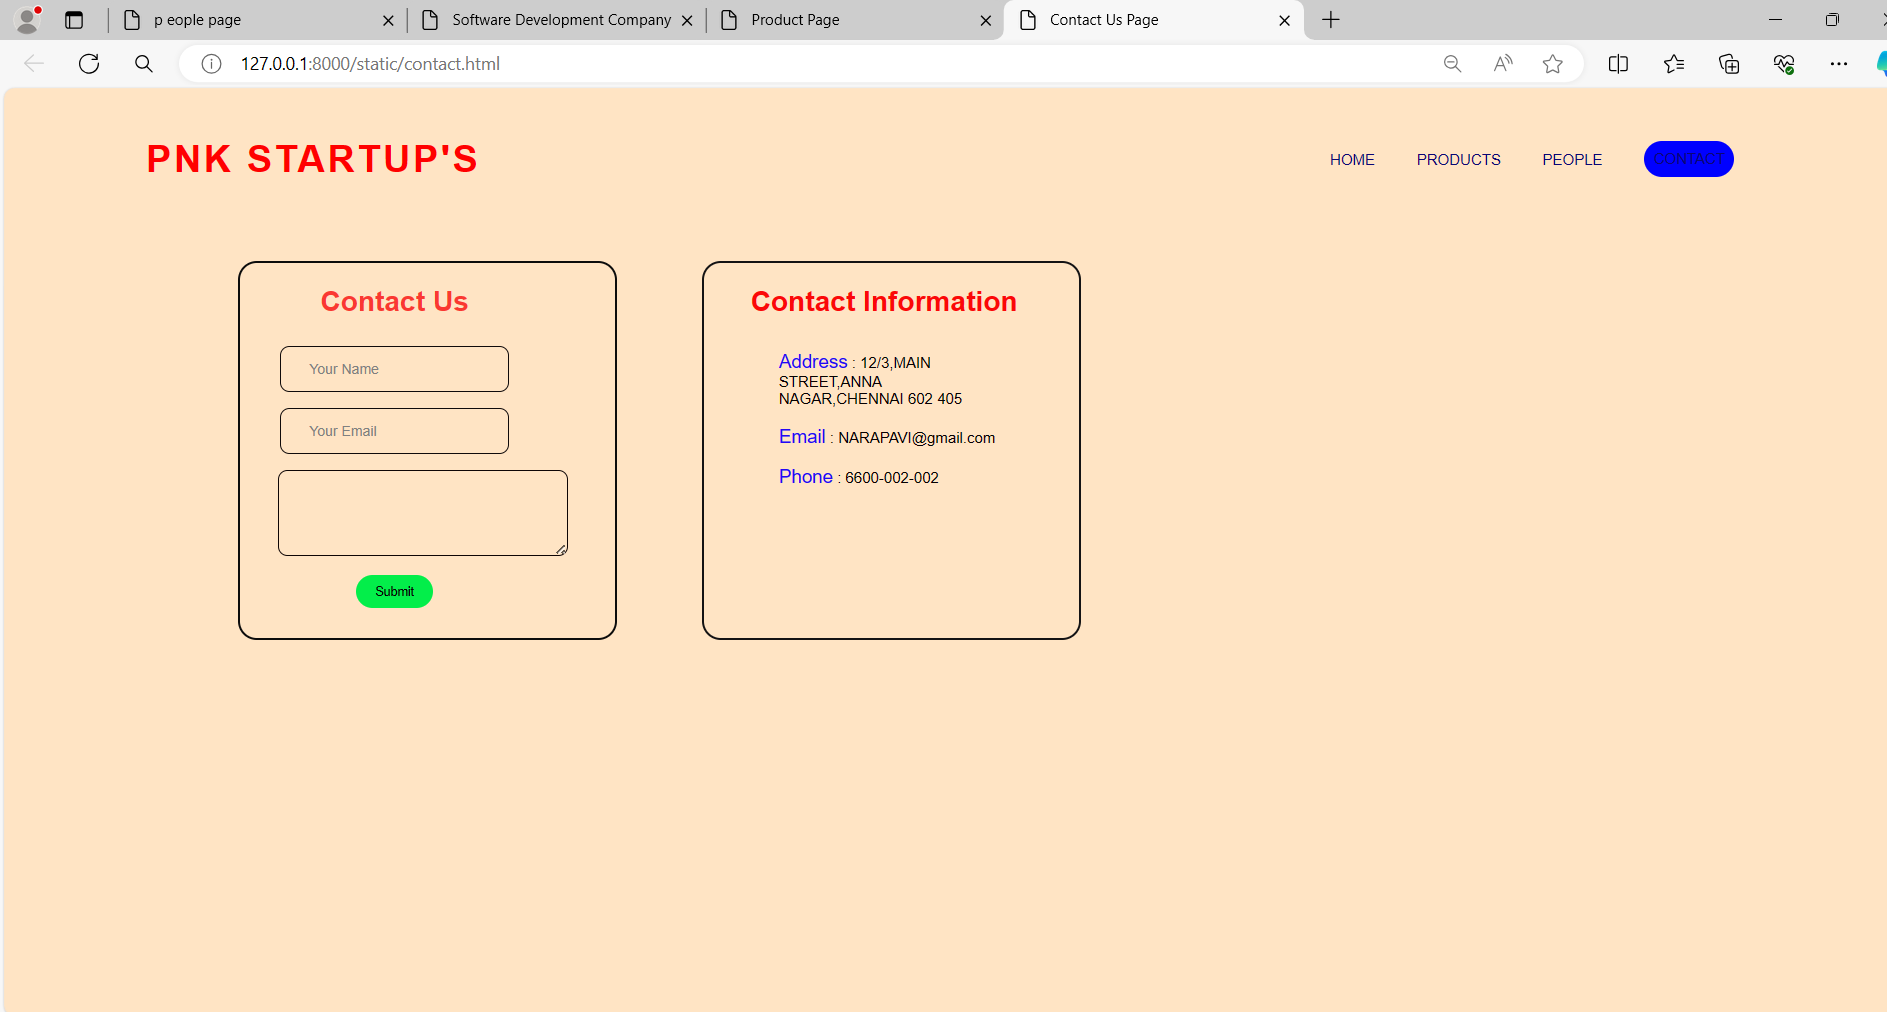 p eople page
Software Development Company
Product Page
Contact Us Page
127.0.0.1:8000/static/contact.html
PNK STARTUP'S
HOME
PRODUCTS
PEOPLE
CONTACT
Contact Us
Your Name
Your Email
Submit
Contact Information
Address : 12/3,MAIN
STREET,ANNA
NAGAR,CHENNAI 602 405
Email : NARAPAVI@gmail.com
Phone : 6600-002-002